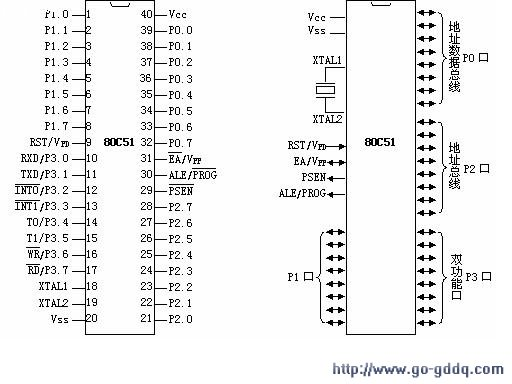 P1.0 1 40 Vcc
P1.1 2 39 P0.0
P1.2 3 38 P0.1
P1.3 4 37 P0.2
P1.4 5 36 P0.3
P1.5 6 35 P0.4
P1.6 7 34 P0.5
P1.7 8 33 P0.6
RST/VPD 9 80C51 32 P0.7
RXD/P3.0 10 31 EA/VPP
TXD/P3.1 11 30 ALE/PROG
INT0/P3.2 12 29 PSEN
INT1/P3.3 13 28 P2.7
T0/P3.4 14 27 P2.6
T1/P3.5 15 26 P2.5
WR/P3.6 16 25 P2.4
RD/P3.7 17 24 P2.3
XTAL1 18 23 P2.2
XTAL2 19 22 P2.1
Vss 20 21 P2.0
Vcc
Vss
XTAL1
XTAL2
80C51
RST/VPD
EA/VPP
PSEN
ALE/PROG
P1口
地址数据总线
P0口
地址总线
P2口
双功能口
P3口
http://www.go-gddq.com